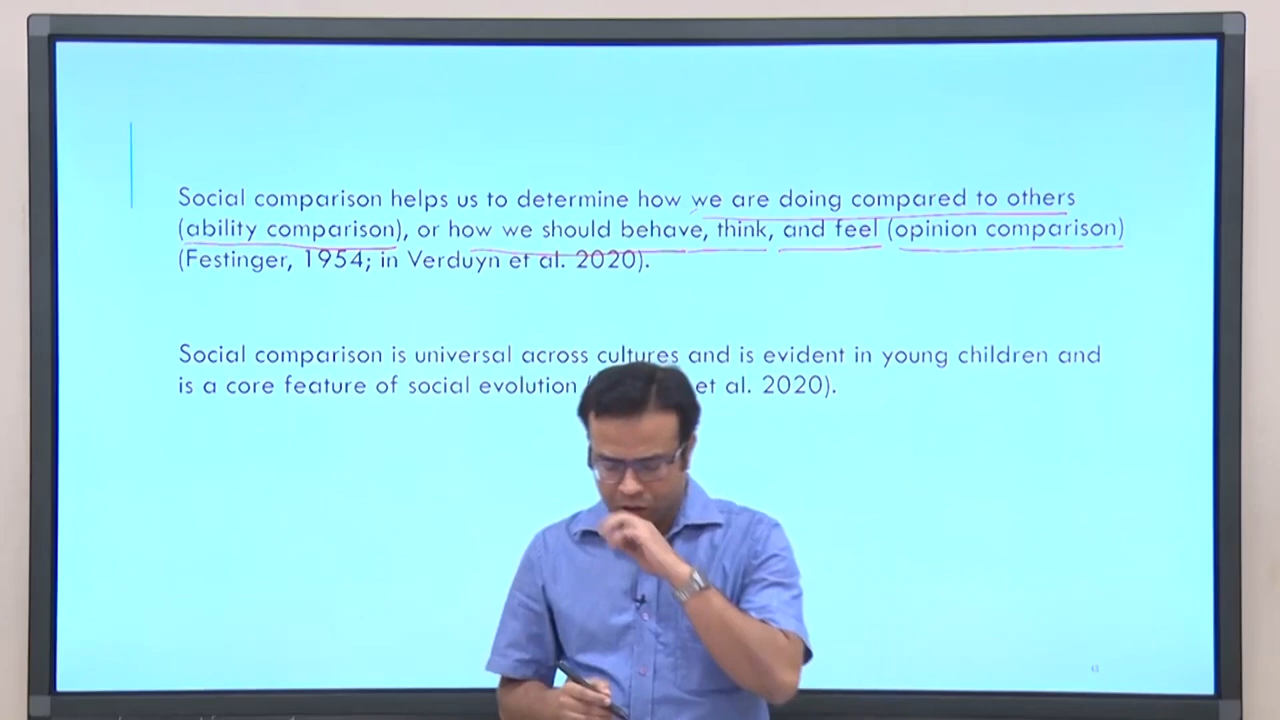 Social comparison helps us to determine how we are doing compared to others
(ability comparison), or how we should behave, think, and feel (opinion comparison)
(Festinger, 1954; in Verduyn et al. 2020).
Social comparison is universal across cultures and is evident in young children and
is a core feature of social evolution ( et al. 2020).